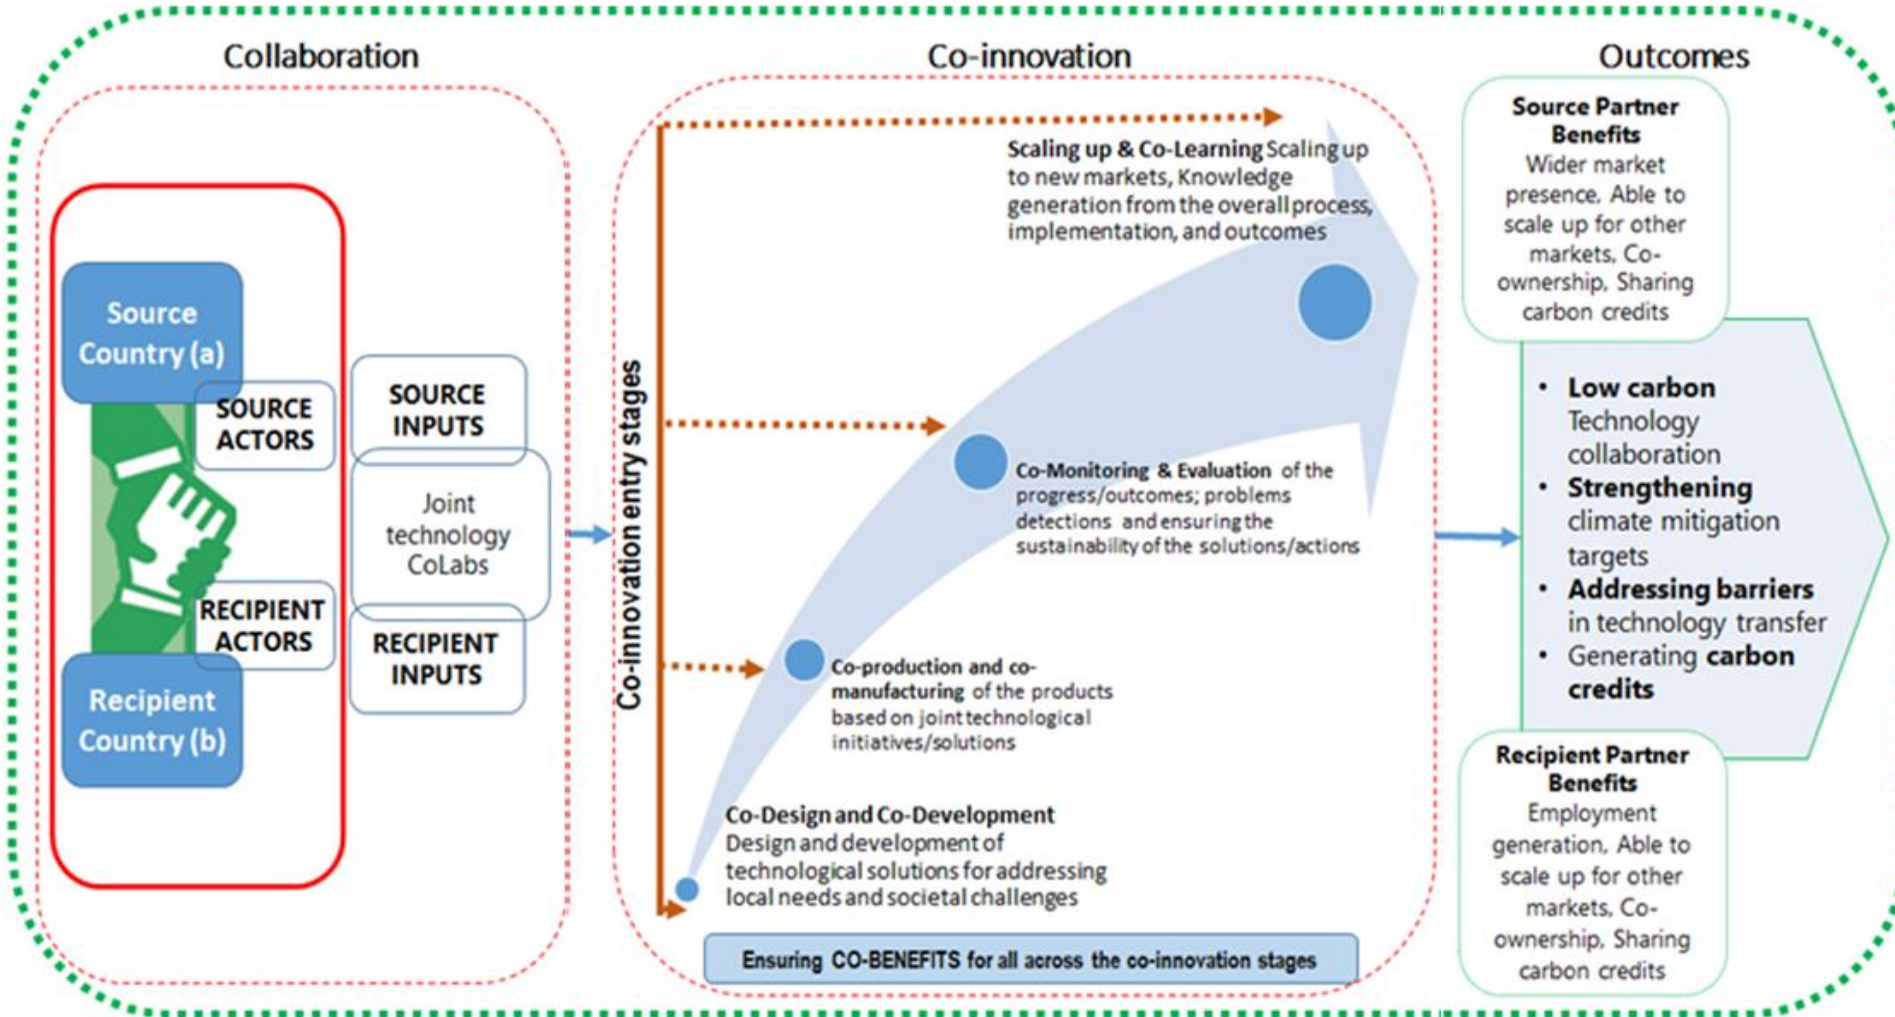 Collaboration
Source
Country (a)
SOURCE
ACTORS
RECIPIENT
ACTORS
Recipient
Country (b)
SOURCE
INPUTS
Joint
technology
CoLabs
RECIPIENT
INPUTS
Co-innovation
Co-innovation entry stages
Scaling up & Co-Learning Scaling up
to new markets, Knowledge
generation from the overall process,
implementation, and outcomes
Co-Monitoring & Evaluation of the
progress/outcomes; problems
detections and ensuring the
sustainability of the solutions/actions
Co-production and co-
manufacturing of the products
based on joint technological
initiatives/solutions
Co-Design and Co-Development
Design and development of
technological solutions for addressing
local needs and societal challenges
Ensuring CO-BENEFITS for all across the co-innovation stages
Outcomes
Source Partner
Benefits
Wider market
presence, Able to
scale up for other
markets, Co-
ownership, Sharing
carbon credits
• Low carbon
Technology
collaboration
• Strengthening
climate mitigation
targets
• Addressing barriers
in technology transfer
• Generating carbon
credits
Recipient Partner
Benefits
Employment
generation, Able to
scale up for other
markets, Co-
ownership, Sharing
carbon credits